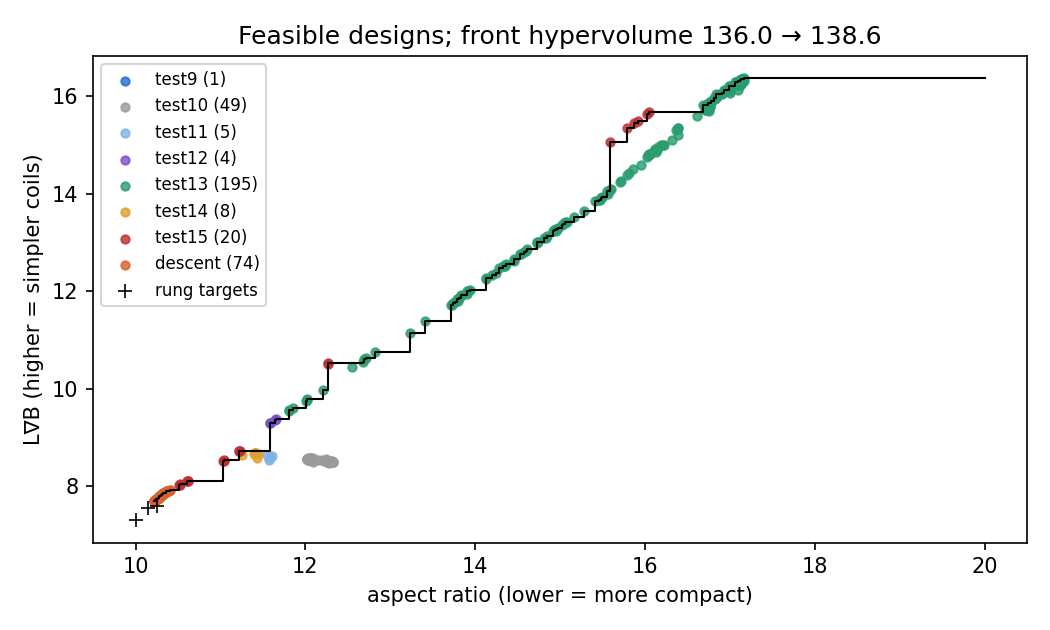 Feasible designs; front hypervolume 136.0 → 138.6
L∇B (higher = simpler coils)
16
14
12
10
8
test9 (1)
test10 (49)
test11 (5)
test12 (4)
test13 (195)
test14 (8)
test15 (20)
descent (74)
rung targets
10 12 14 16 18 20
aspect ratio (lower = more compact)